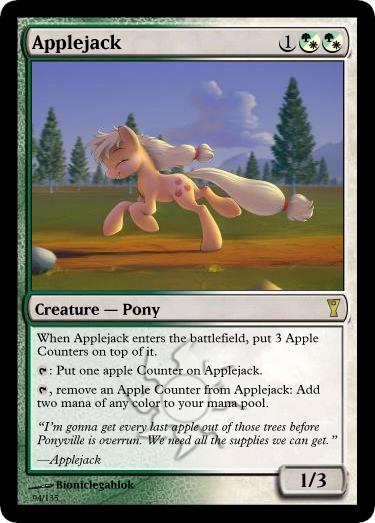 Applejack 1
Creature — Pony
When Applejack enters the battlefield, put 3 Apple
Counters on top of it.
: Put one apple Counter on Applejack.
, remove an Apple Counter from Applejack: Add
two mana of any color to your mana pool.
“I'm gonna get every last apple out of those trees before
Ponyville is overrun. We need all the supplies we can get.”
—Applejack
1/3
Bioniclegahlok
94/135